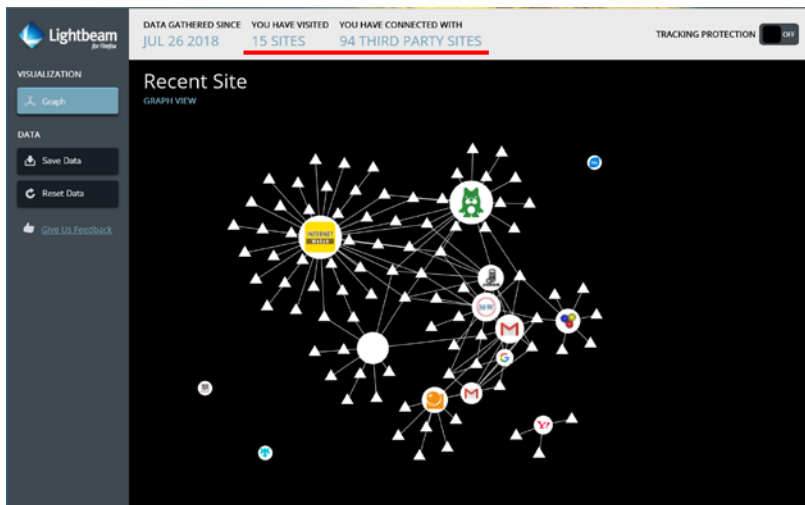 Lightbeam
for Firefox
DATA GATHERED SINCE
JUL 26 2018
YOU HAVE VISITED
15 SITES
YOU HAVE CONNECTED WITH
94 THIRD PARTY SITES
TRACKING PROTECTION
OFF
VISUALIZATION
Graph
DATA
Save Data
Reset Data
Give Us Feedback
Recent Site
GRAPH VIEW
INTERNET
Watch
MW
M
G
M
Y!